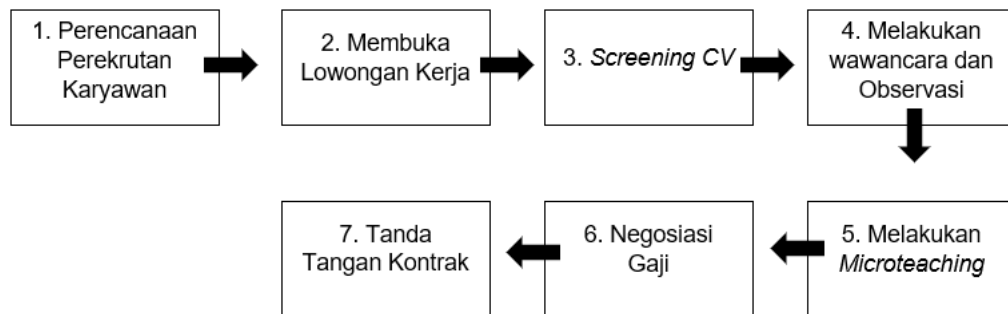 1. Perencanaan
Perekrutan
Karyawan
2. Membuka
Lowongan Kerja
3. Screening CV
4. Melakukan
wawancara dan
Observasi
5. Melakukan
Microteaching
6. Negosiasi
Gaji
7. Tanda
Tangan Kontrak